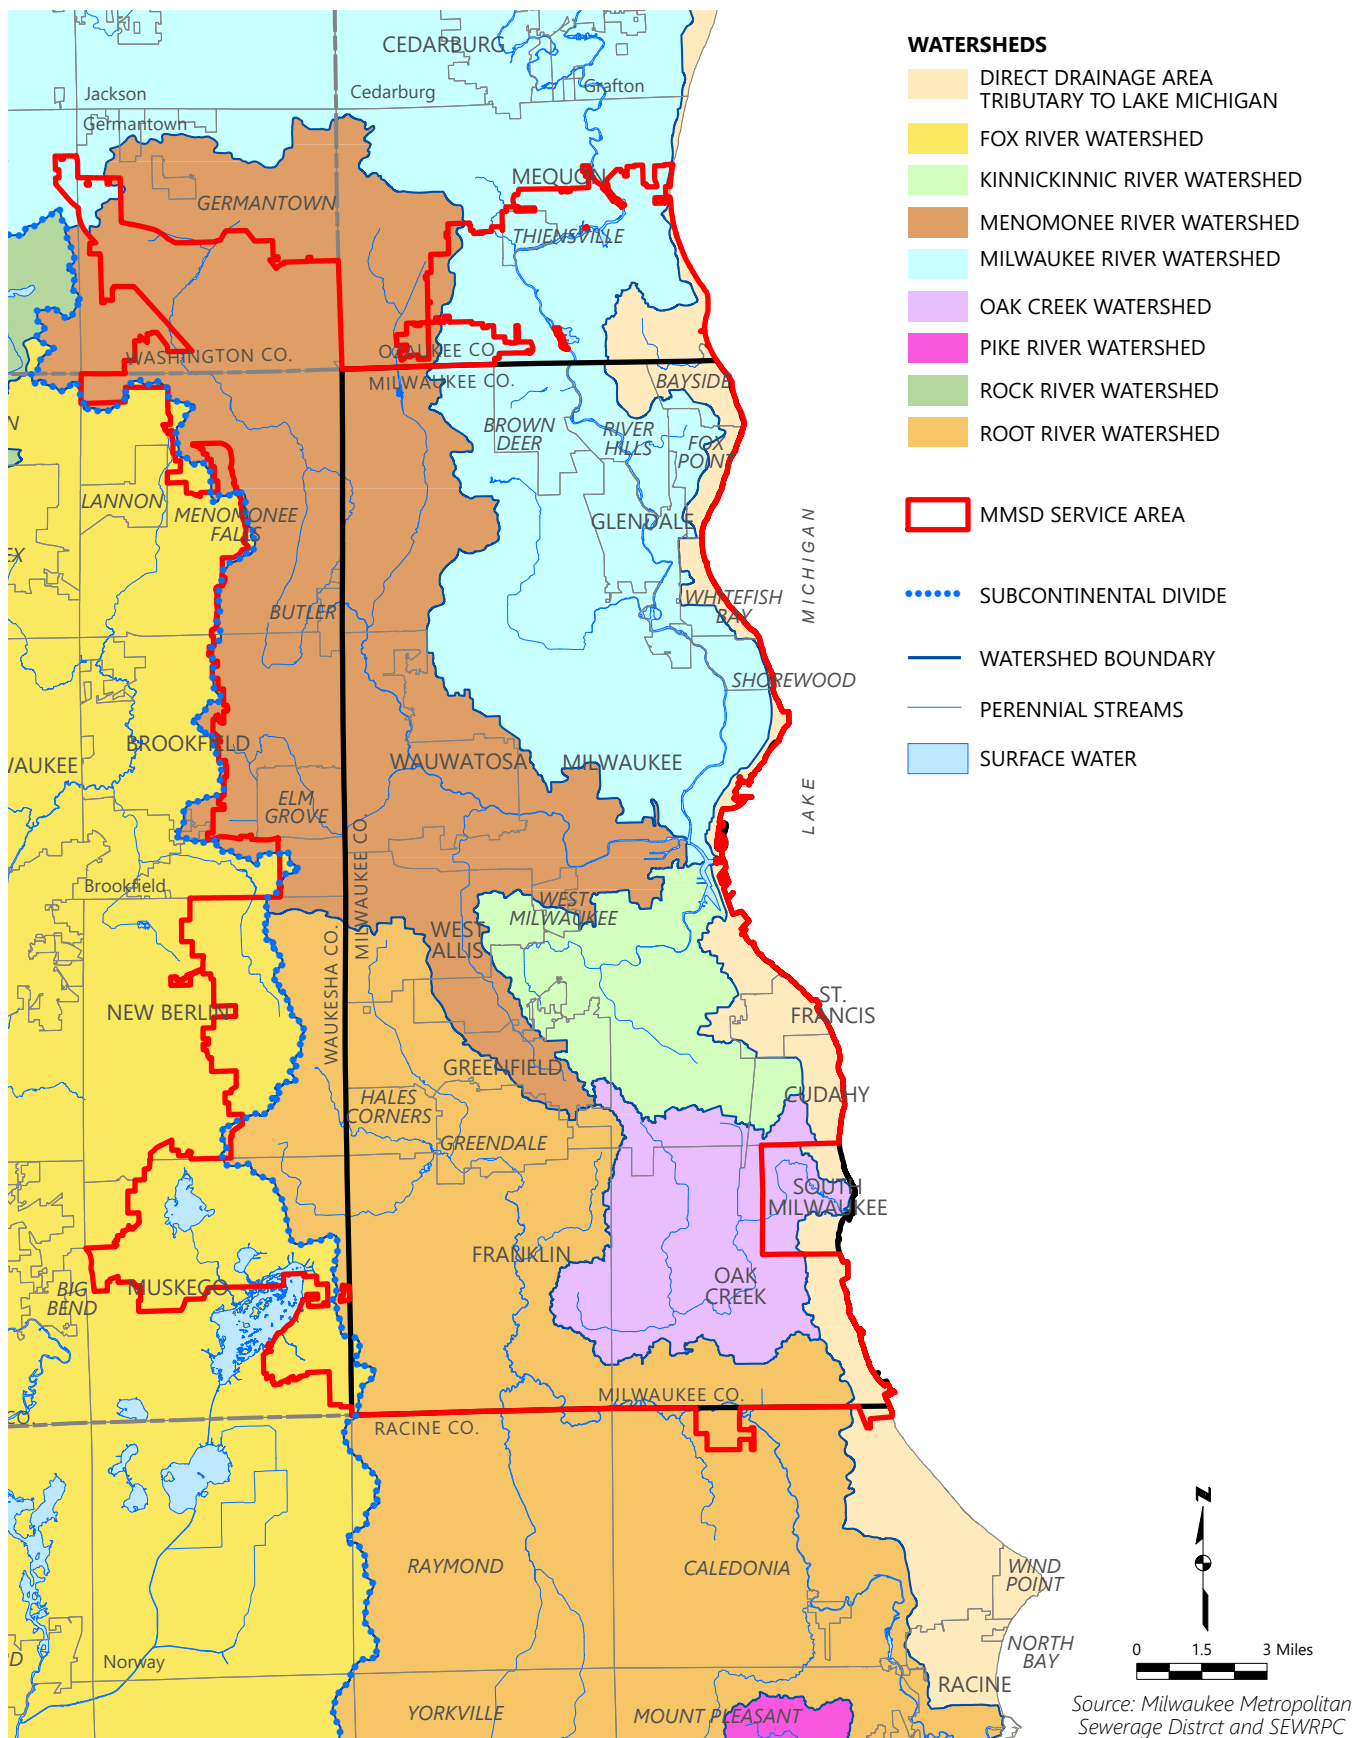 CEDARBURG
Jackson
Cedarburg
Grafton
Germantown
MEQUON
GERMANTOWN
THIENSVILLE
WASHINGTON CO.
OZAUKEE CO.
MILWAUKEE CO.
BAYSIDE
N
BROWN
DEER
RIVER
HILLS
FOX
POINT
LANNON
MENOMONEE
FALLS
GLENDALE
EX
BUTLER
WHITEFISH
BAY
SHOREWOOD
MICHIGAN
LAKE
BROOKFIELD
WAUKEE
WAUWATOSA
MILWAUKEE
ELM
GROVE
MILWAUKEE CO.
WAUKESHA CO.
Brookfield
WEST
MILWAUKEE
WEST
ALLIS
NEW BERLIN
ST.
FRANCIS
GREENFIELD
HALES
CORNERS
CUDAHY
GREENDALE
SOUTH
MILWAUKEE
FRANKLIN
MUSKEGO
BIG
BEND
OAK
CREEK
MILWAUKEE CO.
CO.
RACINE CO.
RAYMOND
CALEDONIA
WIND
POINT
NORTH
BAY
D
Norway
RACINE
YORKVILLE
MOUNT PLEASANT
WATERSHEDS
DIRECT DRAINAGE AREA
TRIBUTARY TO LAKE MICHIGAN
FOX RIVER WATERSHED
KINNICKINNIC RIVER WATERSHED
MENOMONEE RIVER WATERSHED
MILWAUKEE RIVER WATERSHED
OAK CREEK WATERSHED
PIKE RIVER WATERSHED
ROCK RIVER WATERSHED
ROOT RIVER WATERSHED
MMSD SERVICE AREA
SUBCONTINENTAL DIVIDE
WATERSHED BOUNDARY
PERENNIAL STREAMS
SURFACE WATER
N
0 1.5 3 Miles
Source: Milwaukee Metropolitan
Sewerage Distrct and SEWRPC